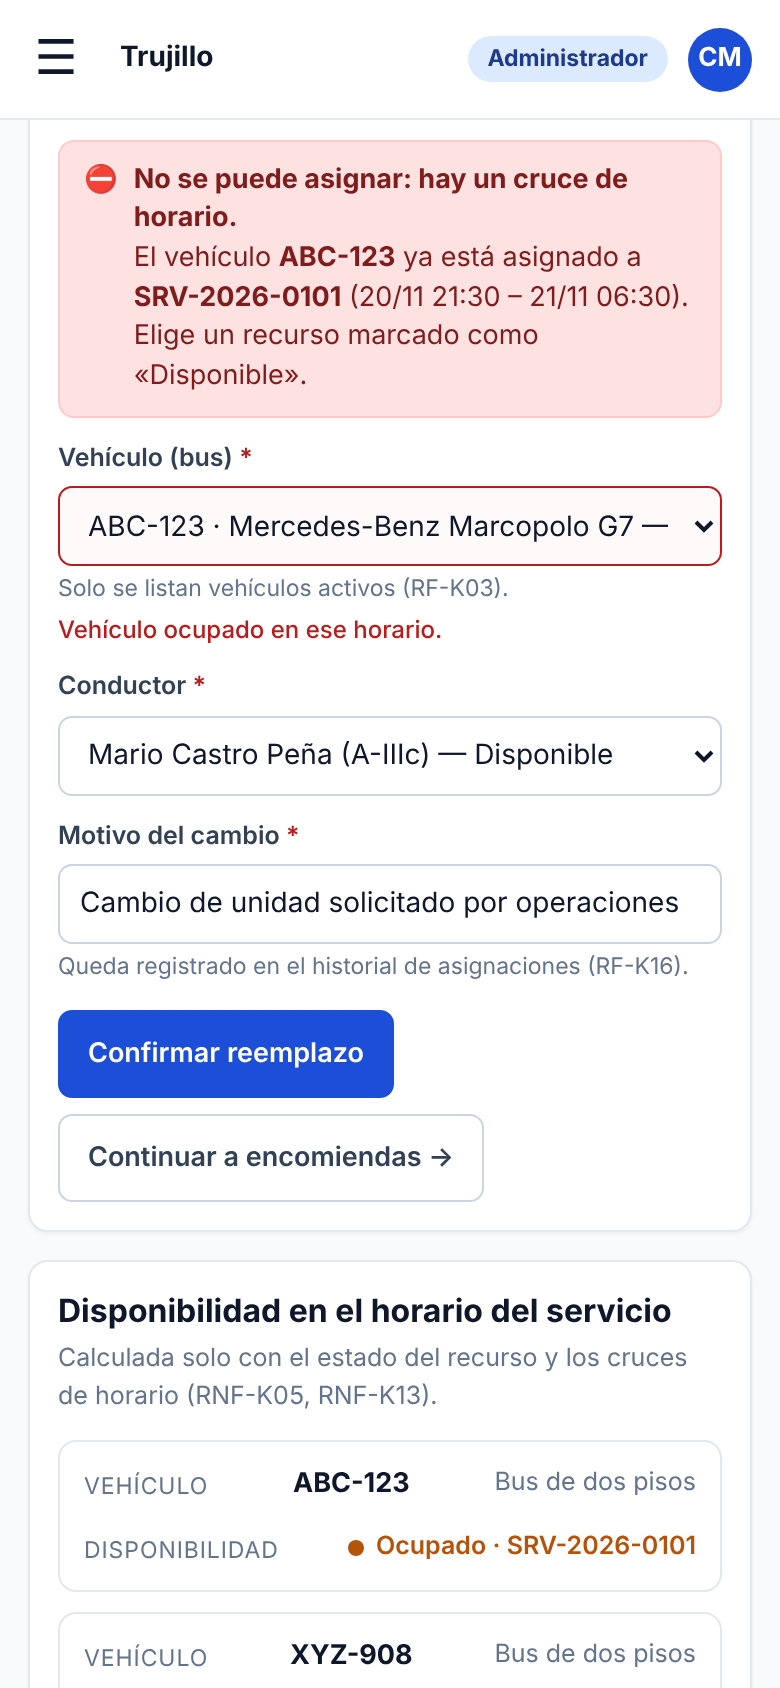 ☰ Trujillo Administrador CM
⛔ No se puede asignar: hay un cruce de
horario.
El vehículo ABC-123 ya está asignado a
SRV-2026-0101 (20/11 21:30 – 21/11 06:30).
Elige un recurso marcado como
«Disponible».
Vehículo (bus) *
ABC-123 · Mercedes-Benz Marcopolo G7 —
Solo se listan vehículos activos (RF-K03).
Vehículo ocupado en ese horario.
Conductor *
Mario Castro Peña (A-IIIc) — Disponible
Motivo del cambio *
Cambio de unidad solicitado por operaciones
Queda registrado en el historial de asignaciones (RF-K16).
Confirmar reemplazo
Continuar a encomiendas →
Disponibilidad en el horario del servicio
Calculada solo con el estado del recurso y los cruces
de horario (RNF-K05, RNF-K13).
VEHÍCULO ABC-123 Bus de dos pisos
DISPONIBILIDAD ● Ocupado · SRV-2026-0101
VEHÍCULO XYZ-908 Bus de dos pisos